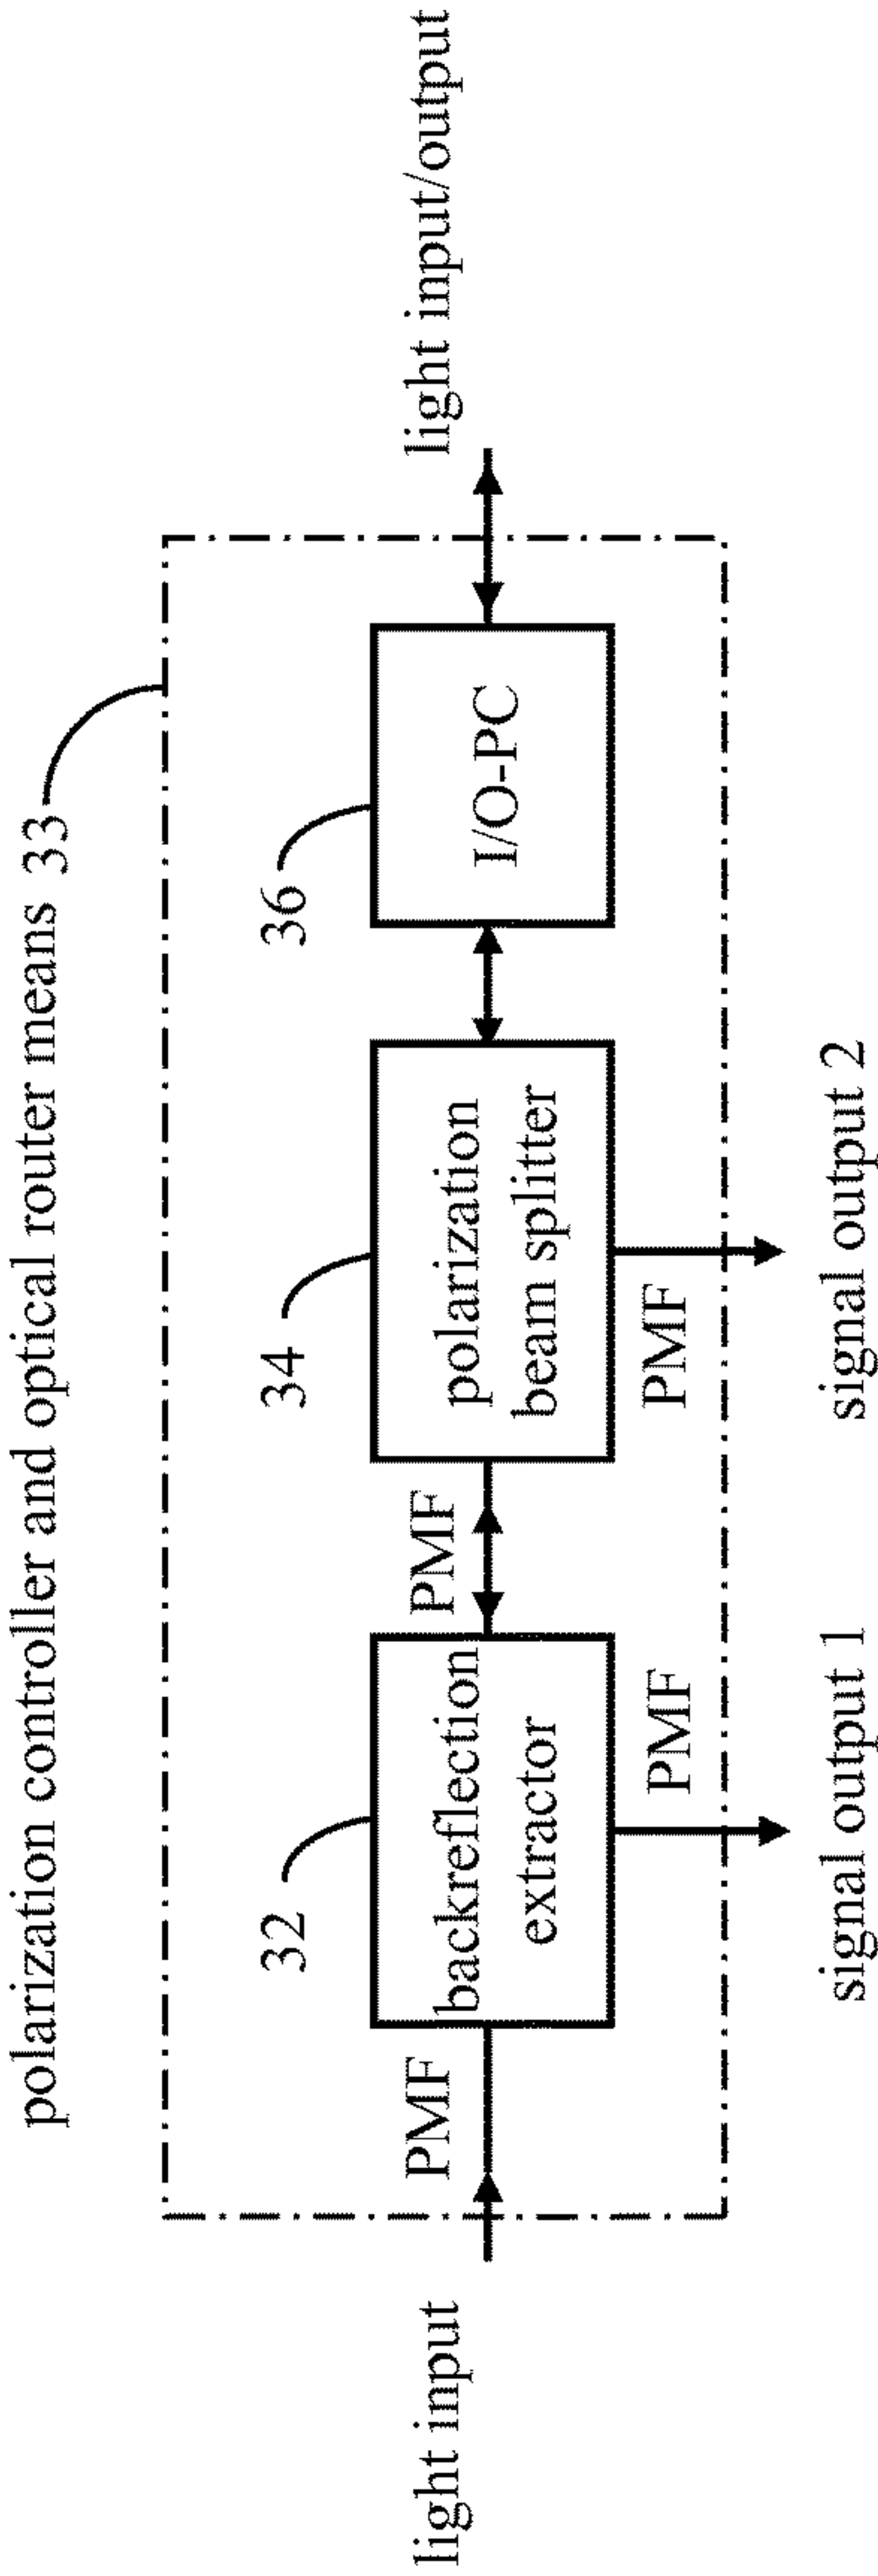 polarization controller and optical router means 33
32
34
36
light input
PMF
backreflection
extractor
PMF
polarization
beam splitter
I/O-PC
light input/output
PMF
PMF
signal output 1
signal output 2